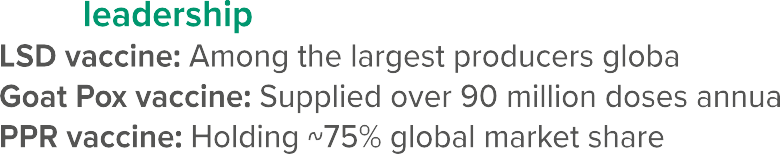 leadership
LSD vaccine: Among the largest producers globa
Goat Pox vaccine: Supplied over 90 million doses annua
PPR vaccine: Holding ~75% global market share